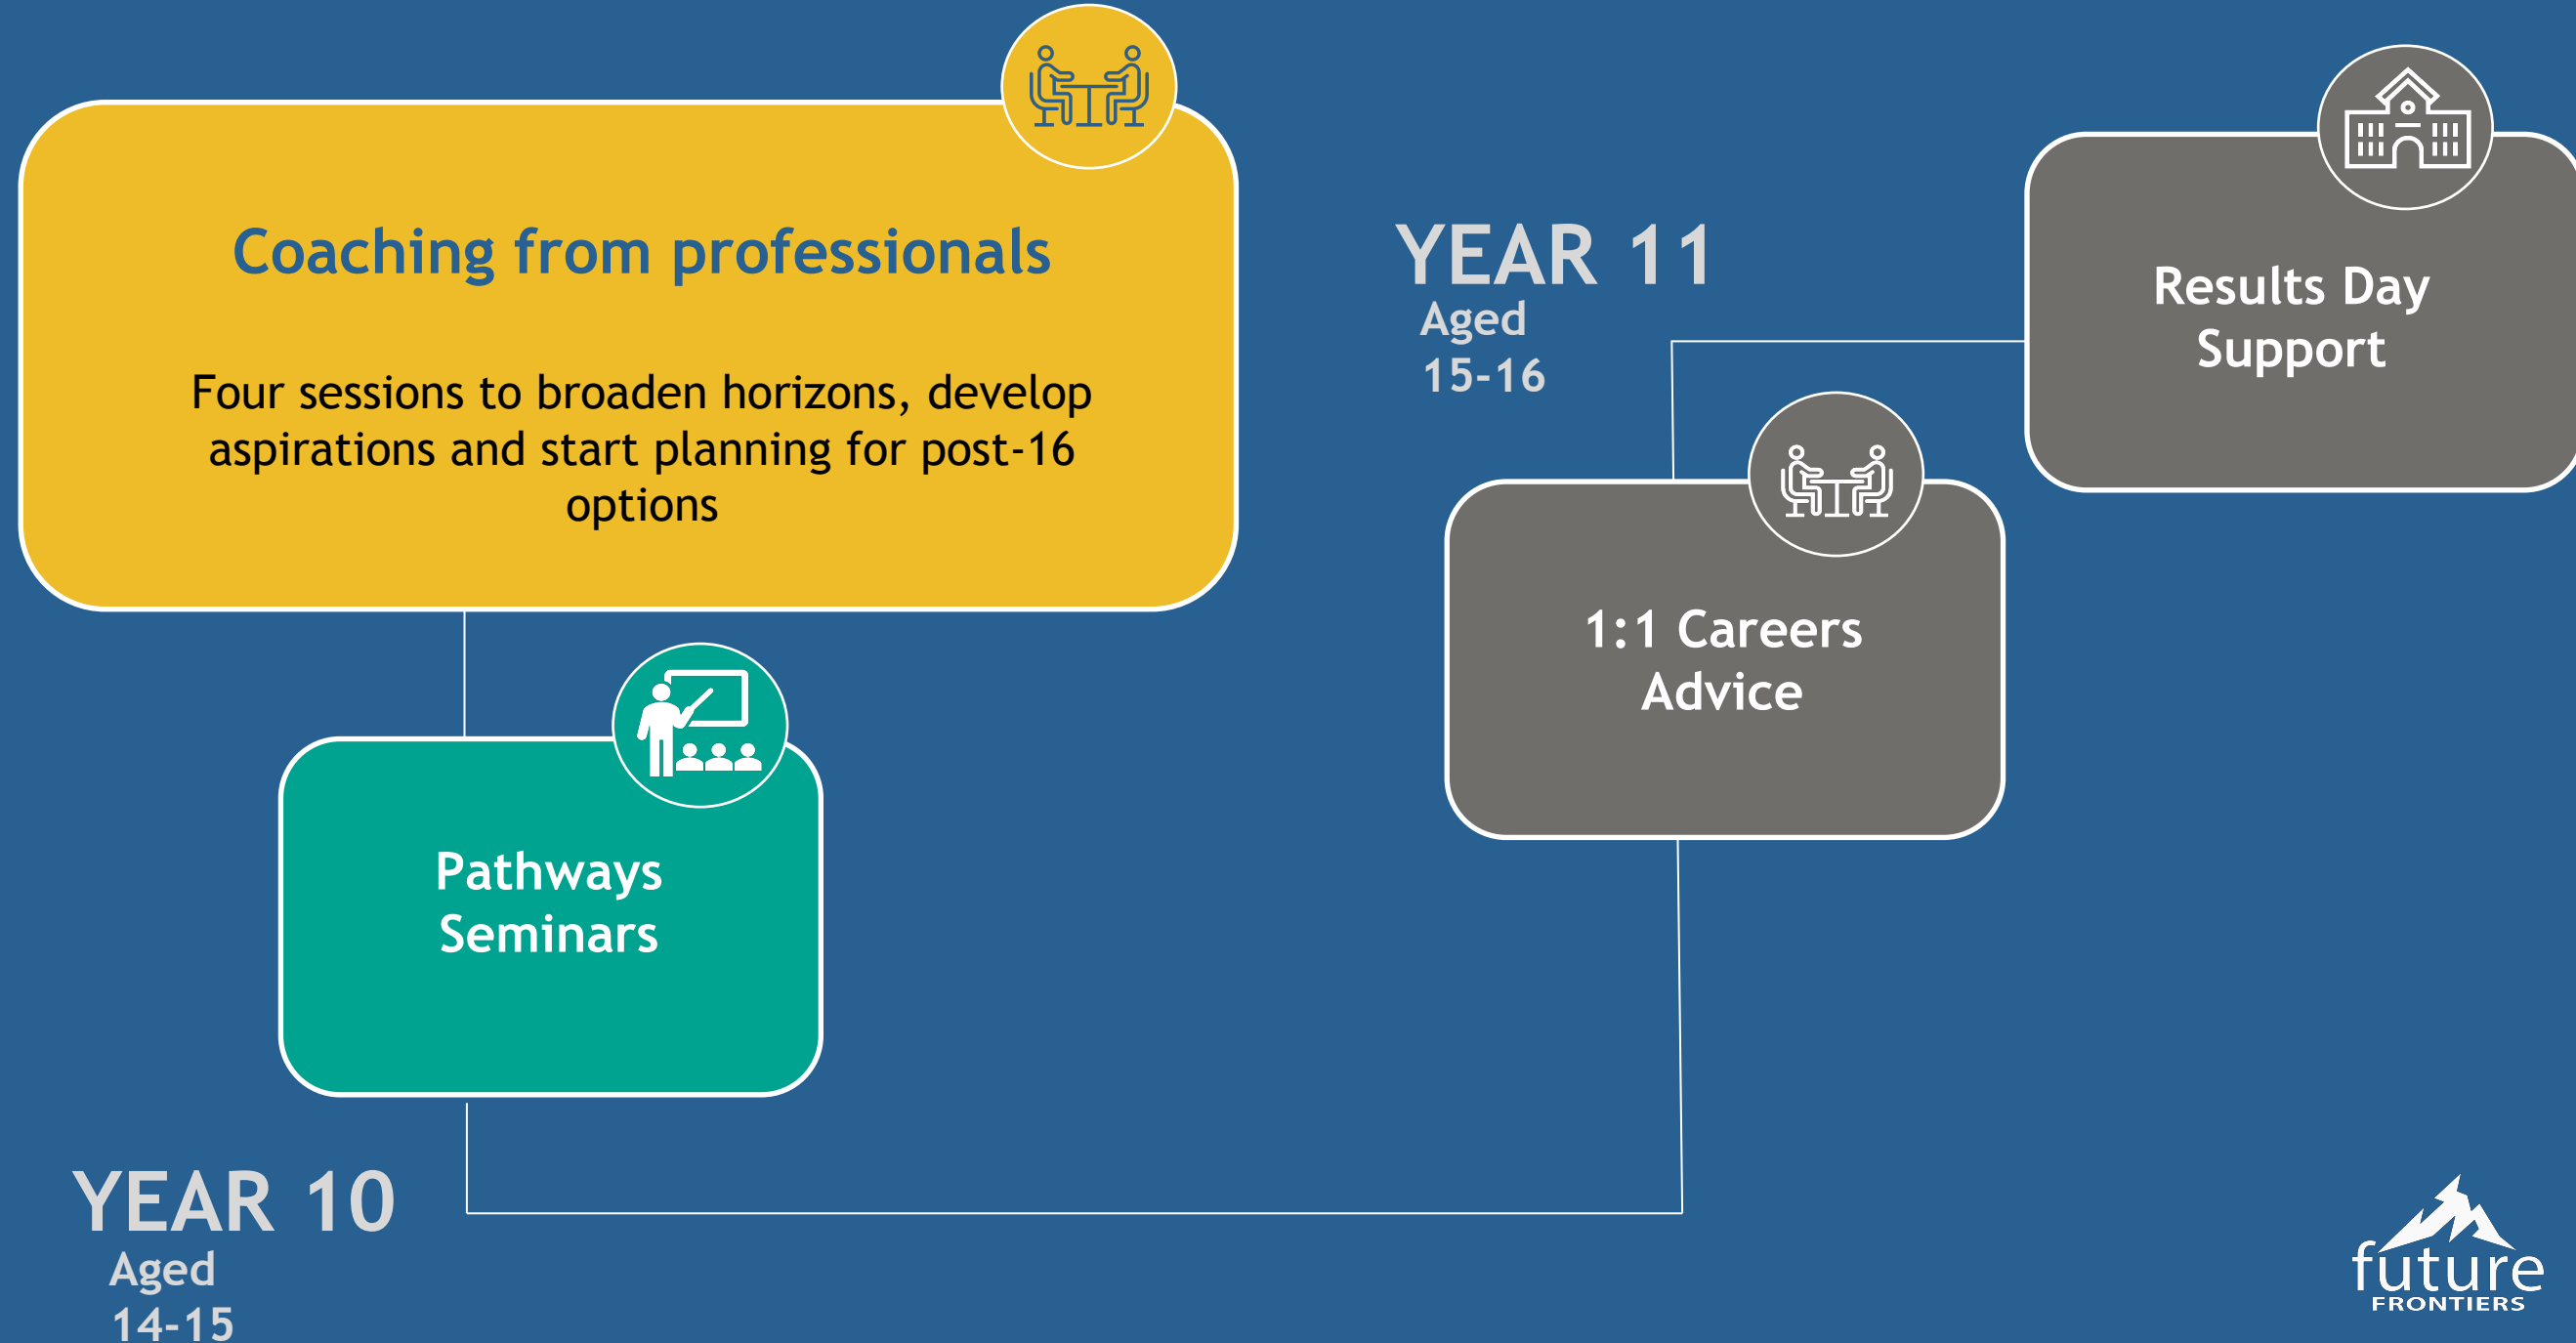 Coaching from professionals
Four sessions to broaden horizons, develop
aspirations and start planning for post-16
options
Pathways
Seminars
YEAR 10
Aged
14-15
YEAR 11
Aged
15-16
1:1 Careers
Advice
Results Day
Support
future
FRONTIERS